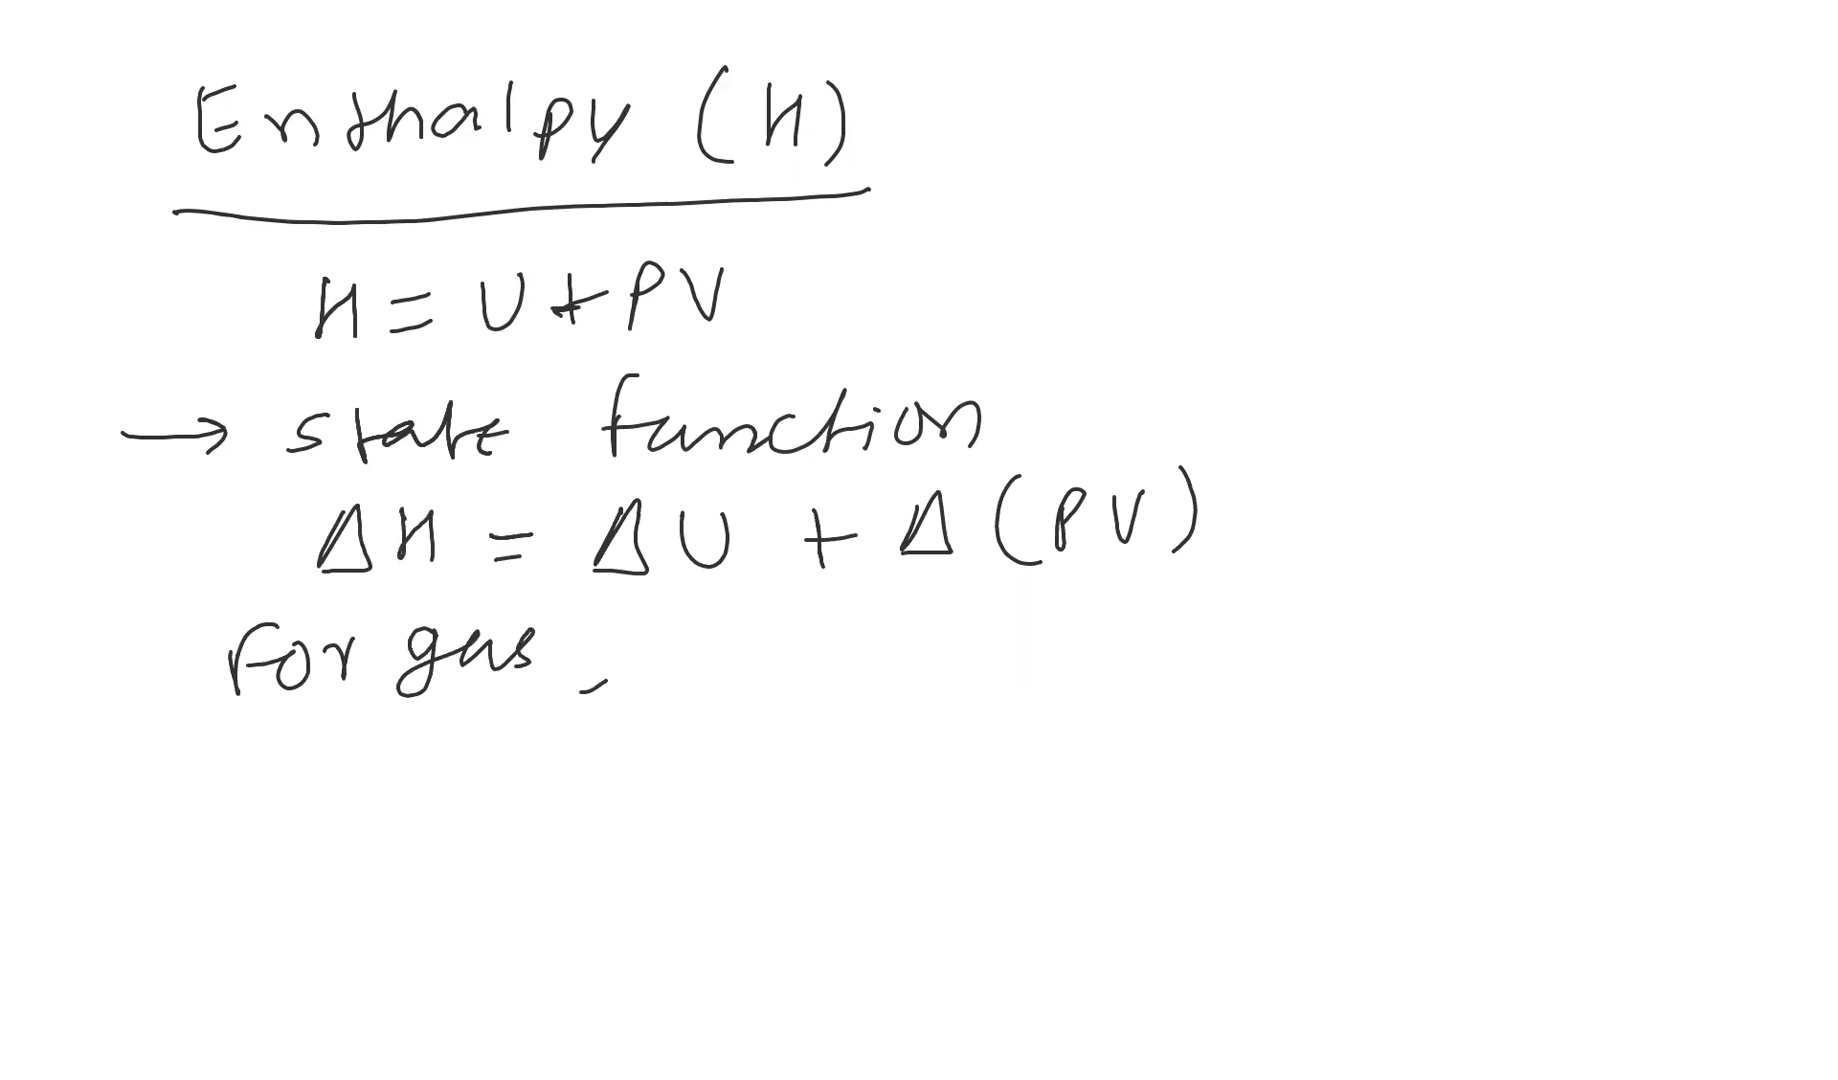 Enthalpy (H)
H = U + PV
→ state function
ΔH = ΔU + Δ(PV)
For gas,